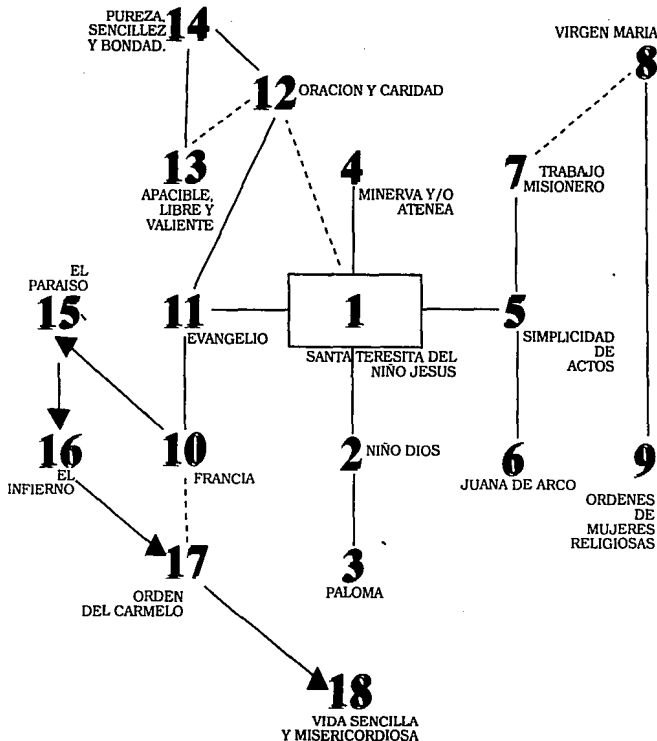 PUREZA,
SENCILLEZ
Y BONDAD.
14
VIRGEN MARIA
8
12
ORACION Y CARIDAD
13
APACIBLE,
LIBRE Y
VALIENTE
4
MINERVA Y/O
ATENEA
7
TRABAJO
MISIONERO
EL
PARAISO
15
11
EVANGELIO
1
SANTA TERESITA DEL
NIÑO JESUS
5
SIMPLICIDAD
DE
ACTOS
16
EL
INFIERNO
10
FRANCIA
2
NIÑO DIOS
6
JUANA DE ARCO
9
ORDENES
DE
MUJERES
RELIGIOSAS
17
ORDEN
DEL CARMELO
3
PALOMA
18
VIDA SENCILLA
Y MISERICORDIOSA